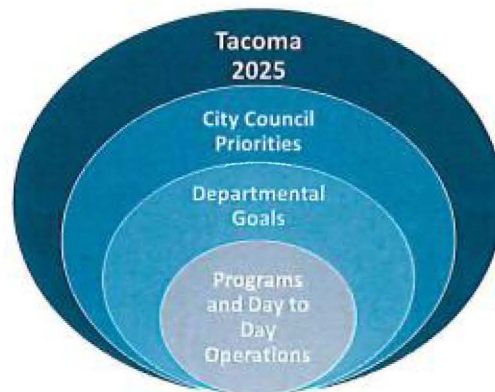 Tacoma
2025
City Council
Priorities
Departmental
Goals
Programs
and Day to
Day
Operations